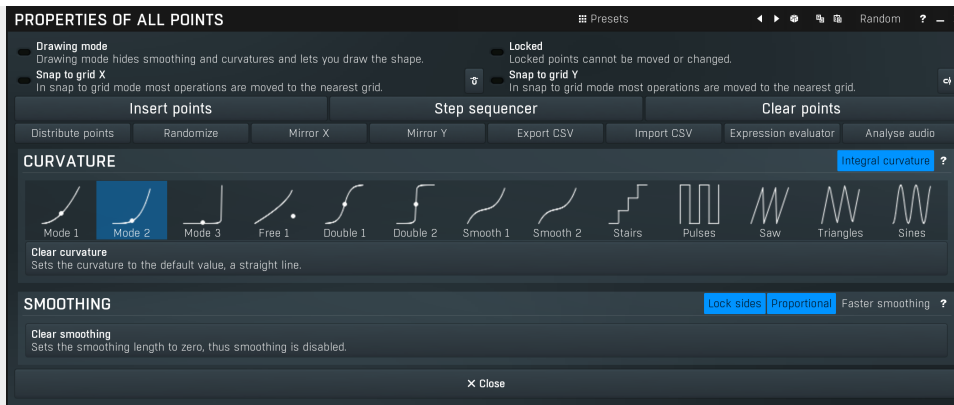 PROPERTIES OF ALL POINTS Presets Random ?
Drawing mode
Drawing mode hides smoothing and curvatures and lets you draw the shape.
Locked
Locked points cannot be moved or changed.
Snap to grid X
In snap to grid mode most operations are moved to the nearest grid.
Snap to grid Y
In snap to grid mode most operations are moved to the nearest grid.
Insert points Step sequencer Clear points
Distribute points Randomize Mirror X Mirror Y Export CSV Import CSV Expression evaluator Analyse audio
CURVATURE Integral curvature ?
Mode 1 Mode 2 Mode 3 Free 1 Double 1 Double 2 Smooth 1 Smooth 2 Stairs Pulses Saw Triangles Sines
Clear curvature
Sets the curvature to the default value, a straight line.
SMOOTHING Lock sides Proportional Faster smoothing ?
Clear smoothing
Sets the smoothing length to zero, thus smoothing is disabled.
Close